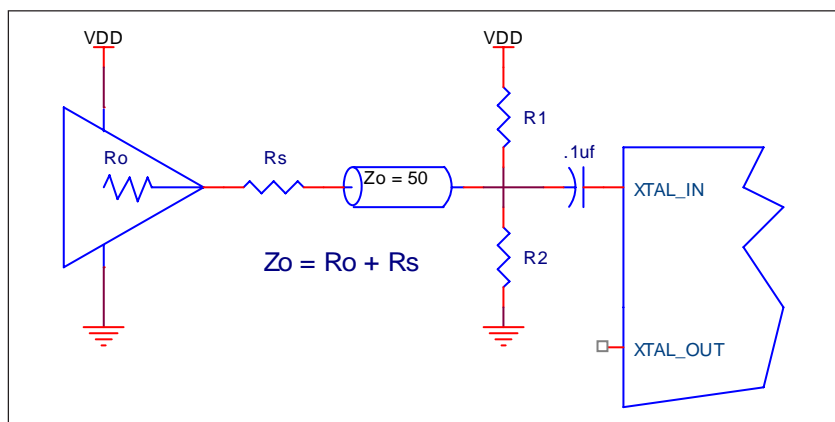 VDD
VDD
R1
Ro
Rs
Zo = 50
.1uf
XTAL_IN
Zo = Ro + Rs
R2
XTAL_OUT